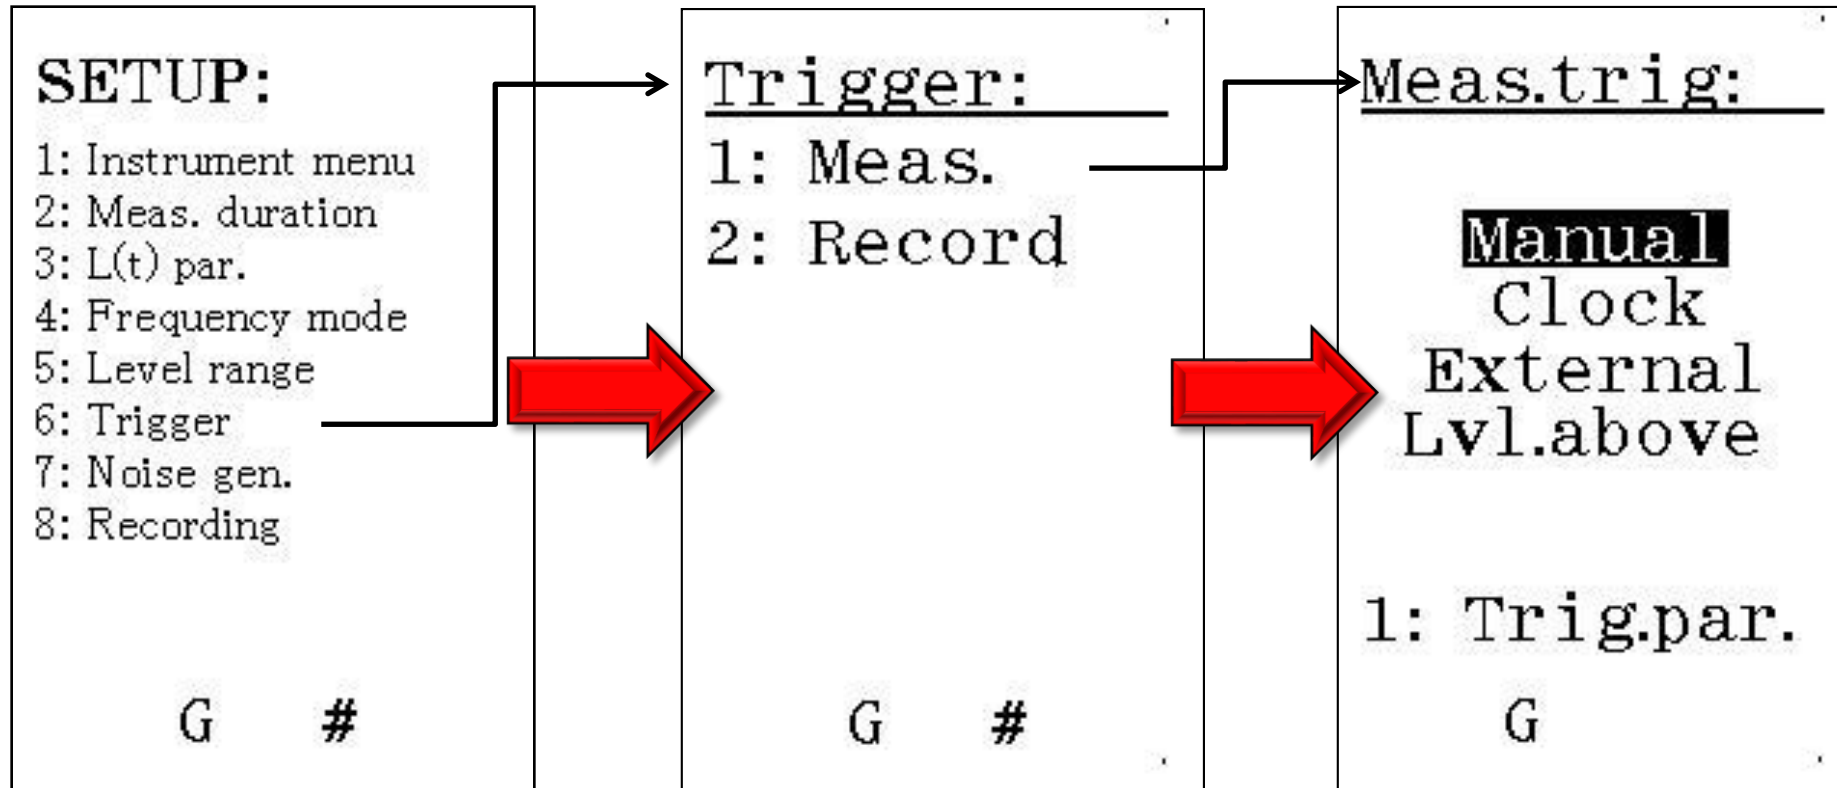 SETUP:
1: Instrument menu
2: Meas. duration
3: L(t) par.
4: Frequency mode
5: Level range
6: Trigger
7: Noise gen.
8: Recording
G #
Trigger:
1: Meas.
2: Record
G #
Meas.trig:
Manual
Clock
External
Lvl.above
1: Trig.par.
G